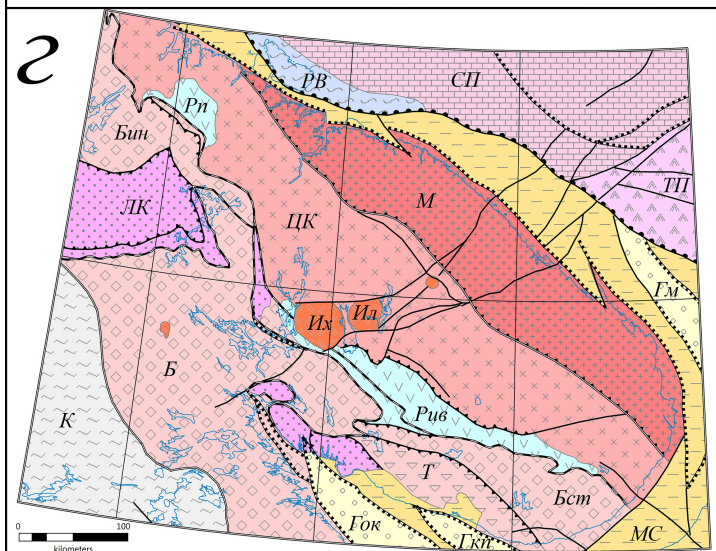 г
СП
РВ
Рп
Бин
ТП
ЛК
М
ЦК
Гм
Их
Ил
Б
К
Рив
Т
Бст
Гок
Гкп
МС
0 100
kilometers